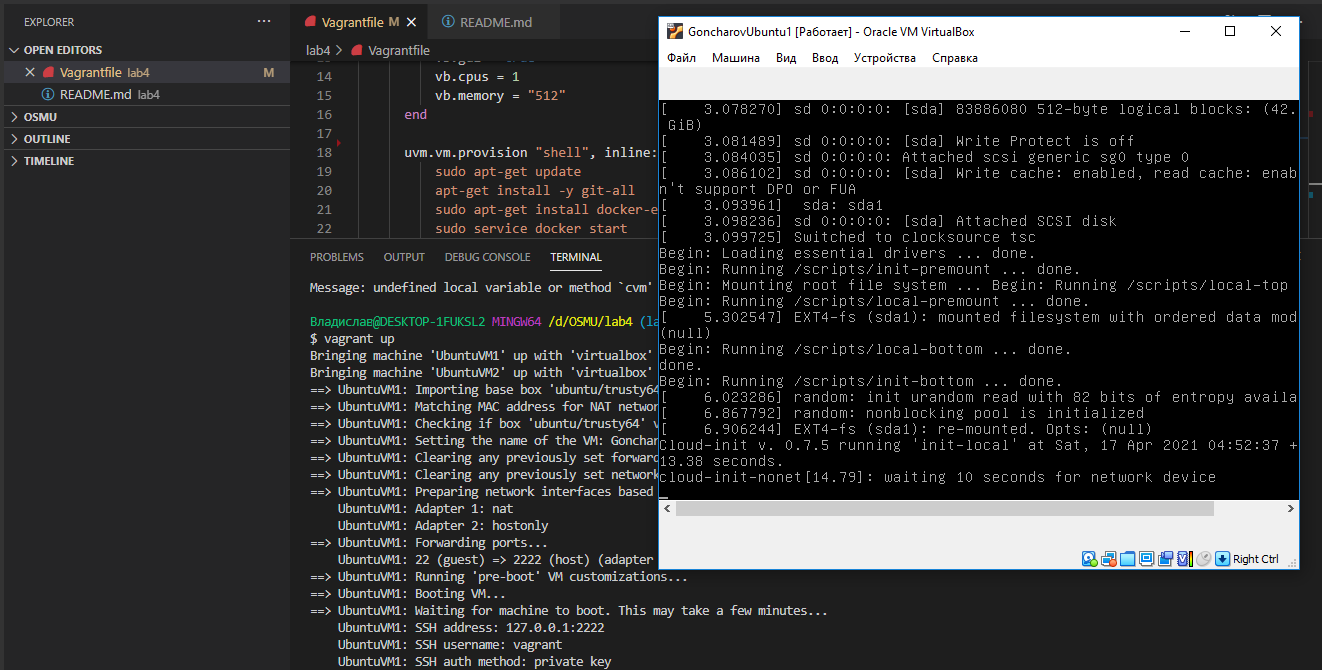 EXPLORER
...
OPEN EDITORS
Vagrantfile lab4 M
README.md lab4
OSMU
OUTLINE
TIMELINE
Vagrantfile M
README.md
lab4 > Vagrantfile
14 vb.cpus = 1
15 vb.memory = "512"
16 end
17
18 uvm.vm.provision "shell", inline:
19 sudo apt-get update
20 apt-get install -y git-all
21 sudo apt-get install docker-e
22 sudo service docker start
PROBLEMS OUTPUT DEBUG CONSOLE TERMINAL
Message: undefined local variable or method `cvm'
Владислав@DESKTOP-1FUKSL2 MINGW64 /d/OSMU/lab4 (la
$ vagrant up
Bringing machine 'UbuntuVM1' up with 'virtualbox'
Bringing machine 'UbuntuVM2' up with 'virtualbox'
==> UbuntuVM1: Importing base box 'ubuntu/trusty64
==> UbuntuVM1: Matching MAC address for NAT networ
==> UbuntuVM1: Checking if box 'ubuntu/trusty64' v
==> UbuntuVM1: Setting the name of the VM: Gonchar
==> UbuntuVM1: Clearing any previously set forward
==> UbuntuVM1: Clearing any previously set network
==> UbuntuVM1: Preparing network interfaces based
UbuntuVM1: Adapter 1: nat
UbuntuVM1: Adapter 2: hostonly
==> UbuntuVM1: Forwarding ports...
UbuntuVM1: 22 (guest) => 2222 (host) (adapter
==> UbuntuVM1: Running 'pre-boot' VM customizations...
==> UbuntuVM1: Booting VM...
==> UbuntuVM1: Waiting for machine to boot. This may take a few minutes...
UbuntuVM1: SSH address: 127.0.0.1:2222
UbuntuVM1: SSH username: vagrant
UbuntuVM1: SSH auth method: private key
GoncharovUbuntu1 [Работает] - Oracle VM VirtualBox
Файл Машина Вид Ввод Устройства Справка
[ 3.078270] sd 0:0:0:0: [sda] 83886080 512-byte logical blocks: (42.
GiB)
[ 3.081489] sd 0:0:0:0: [sda] Write Protect is off
[ 3.084035] sd 0:0:0:0: Attached scsi generic sg0 type 0
[ 3.086102] sd 0:0:0:0: [sda] Write cache: enabled, read cache: enab
n't support DPO or FUA
[ 3.093961] sda: sda1
[ 3.098236] sd 0:0:0:0: [sda] Attached SCSI disk
[ 3.099725] Switched to clocksource tsc
Begin: Loading essential drivers ... done.
Begin: Running /scripts/init-premount ... done.
Begin: Mounting root file system ... Begin: Running /scripts/local-top
Begin: Running /scripts/local-premount ... done.
[ 5.302547] EXT4-fs (sda1): mounted filesystem with ordered data mod
(null)
Begin: Running /scripts/local-bottom ... done.
done.
Begin: Running /scripts/init-bottom ... done.
[ 6.023286] random: init urandom read with 82 bits of entropy availa
[ 6.867792] random: nonblocking pool is initialized
[ 6.906244] EXT4-fs (sda1): re-mounted. Opts: (null)
Cloud-init v. 0.7.5 running 'init-local' at Sat, 17 Apr 2021 04:52:37 +
13.38 seconds.
cloud-init-nonet[14.79]: waiting 10 seconds for network device
Right Ctrl